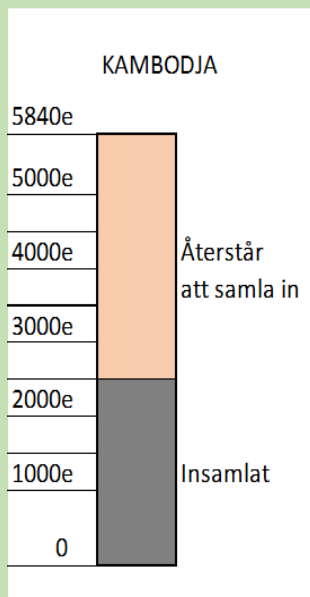 KAMBODJA
5840e
5000e
4000e
Återstår
att samla in
3000e
2000e
1000e
Insamlat
0